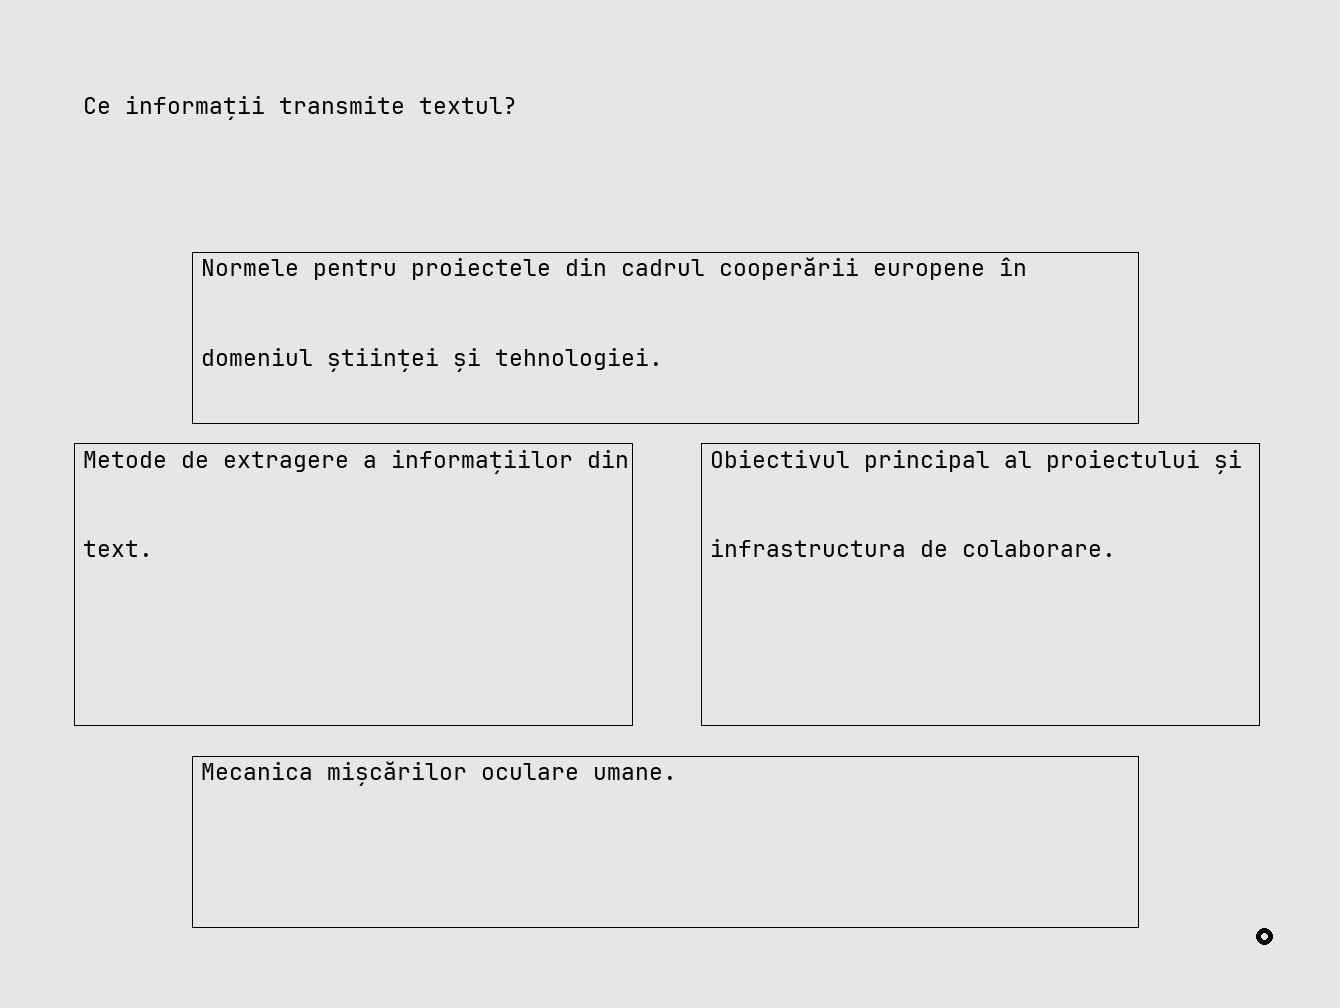 Ce informații transmite textul?
Normele pentru proiectele din cadrul cooperării europene în
domeniul științei și tehnologiei.
Metode de extragere a informațiilor din
text.
Obiectivul principal al proiectului și
infrastructura de colaborare.
Mecanica mișcărilor oculare umane.